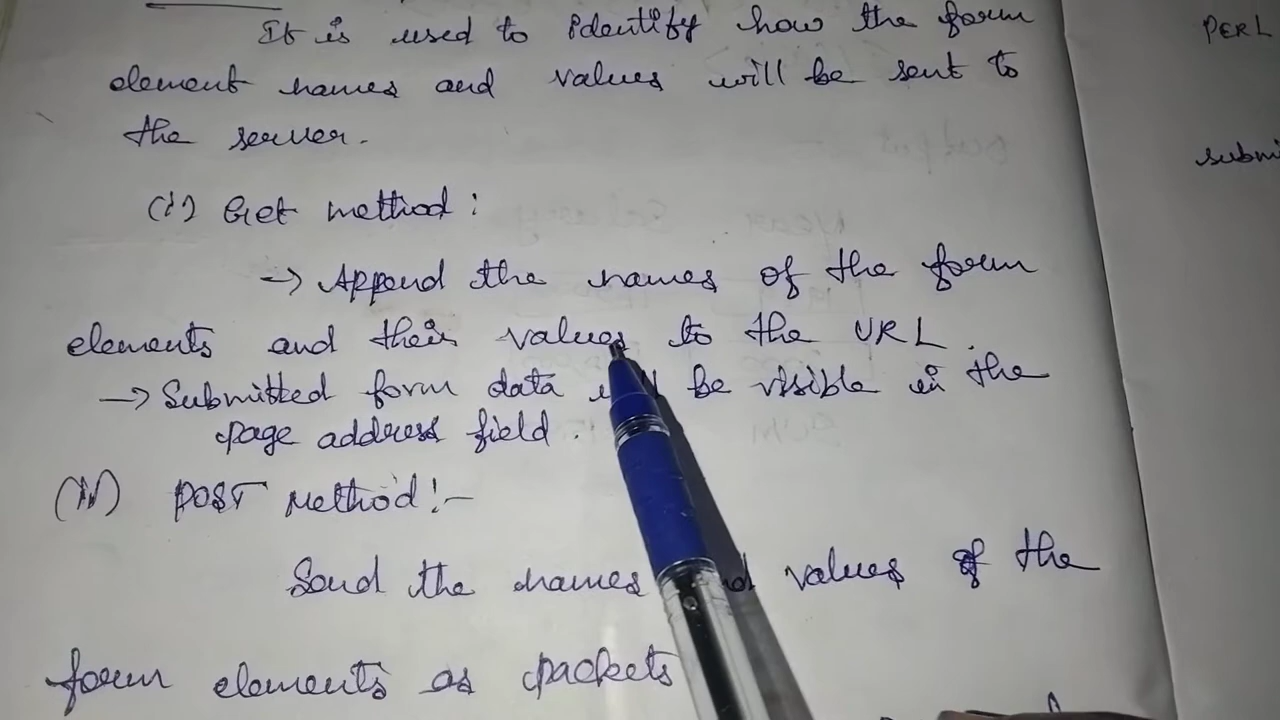 It is used to identify how the form
element names and values will be sent to
the server.
(i) Get method:
→ Append the names of the form
elements and their values to the URL.
→ Submitted form data will be visible in the
page address field.
(ii) POST Method:-
Send the names and values of the
form elements as packets
PERL
submi